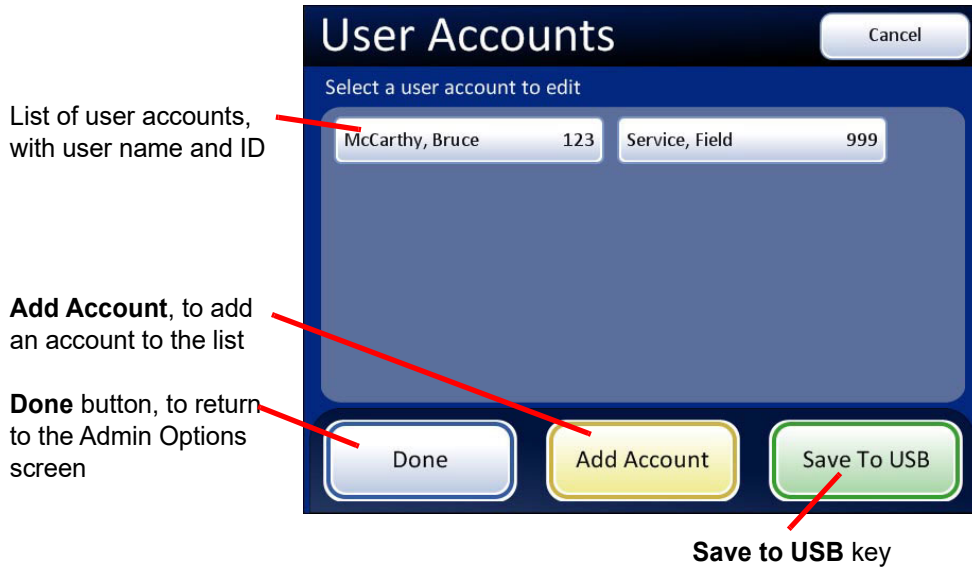 User Accounts
Cancel
Select a user account to edit
List of user accounts,
with user name and ID
McCarthy, Bruce 123
Service, Field 999
Add Account, to add
an account to the list
Done button, to return
to the Admin Options
screen
Done
Add Account
Save To USB
Save to USB key